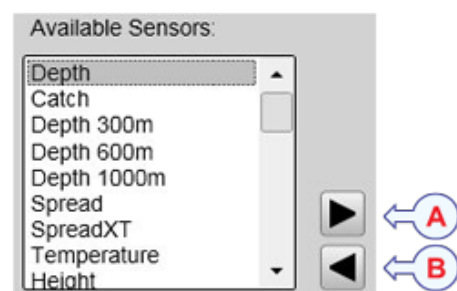 Available Sensors:
Depth
Catch
Depth 300m
Depth 600m
Depth 1000m
Spread
SpreadXT
Temperature
Height
A
B